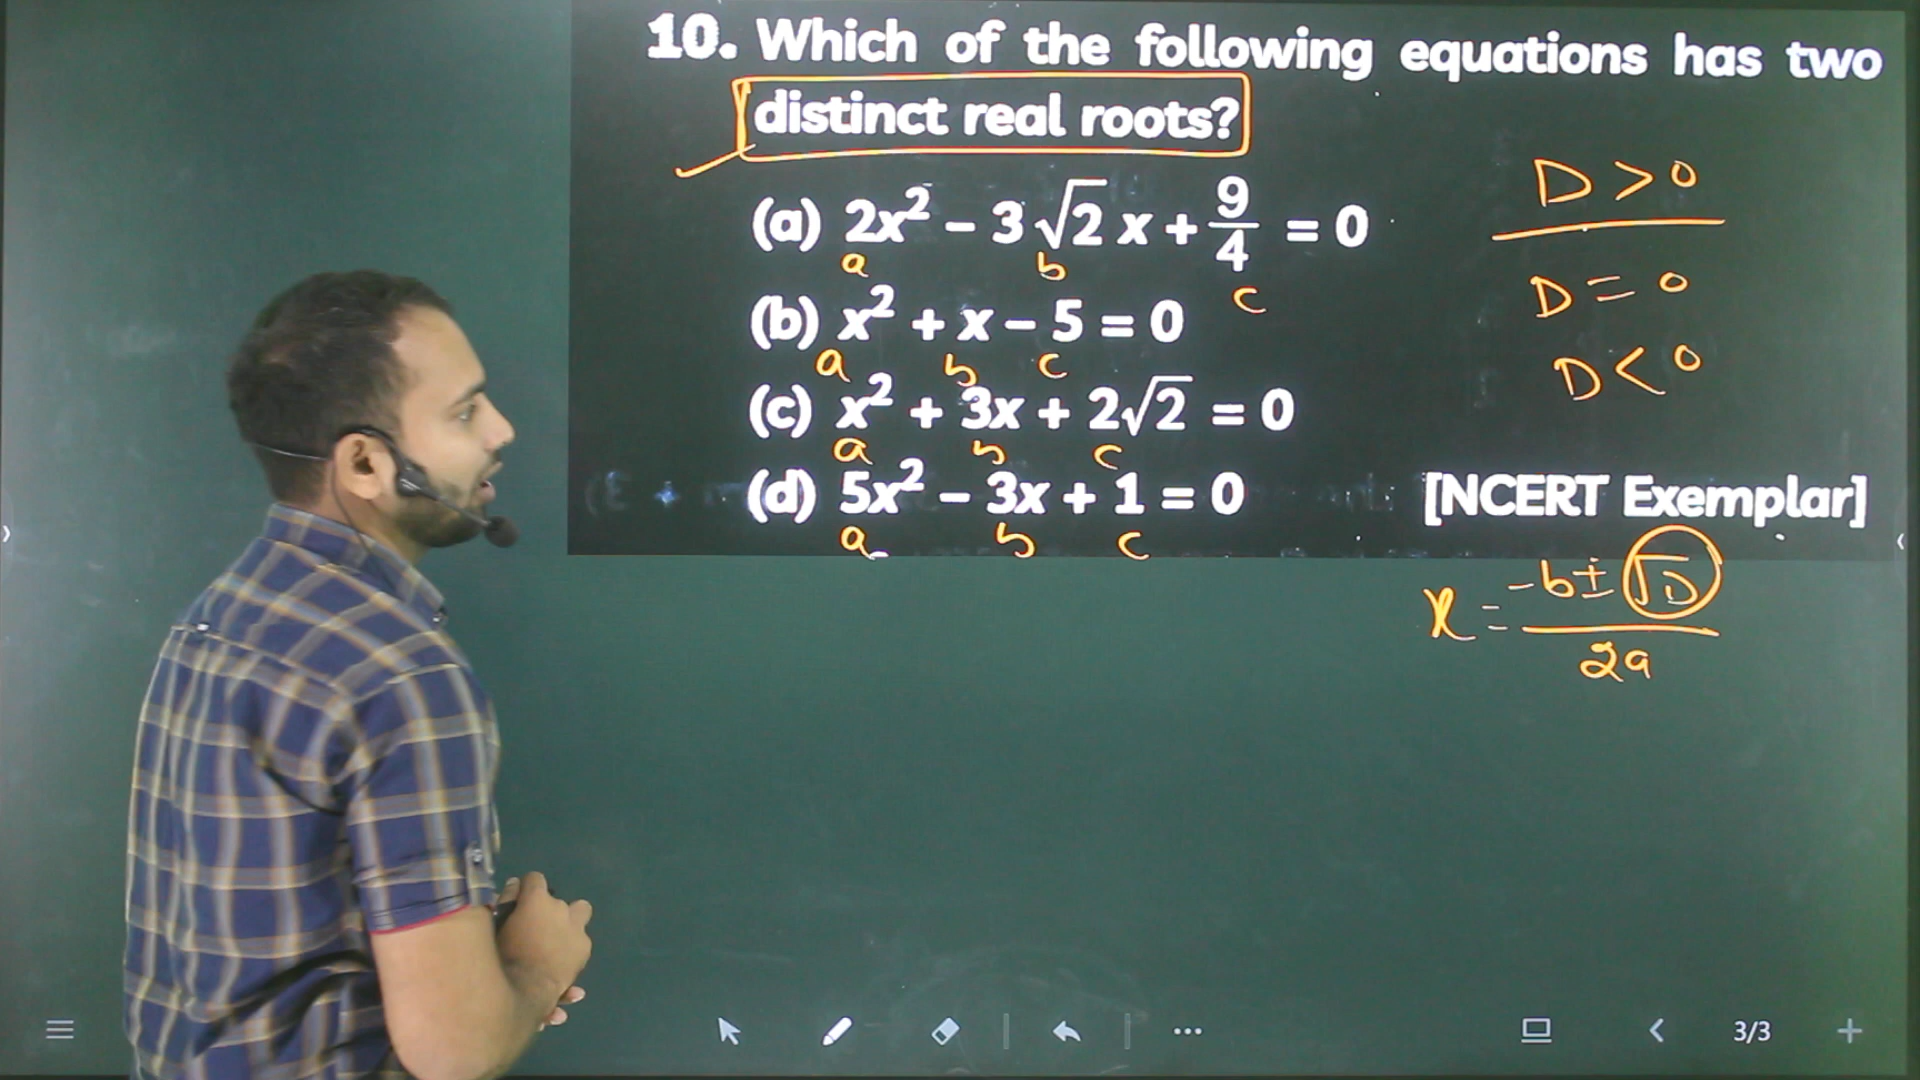 10. Which of the following equations has two
distinct real roots?
(a) 2x² – 3√2 x + 9/4 = 0
a b c
(b) x² + x – 5 = 0
a b c
(c) x² + 3x + 2√2 = 0
a b c
(d) 5x² – 3x + 1 = 0
a b c
[NCERT Exemplar]
D > 0
D = 0
D < 0
x = -b ± √D / 2a
3/3